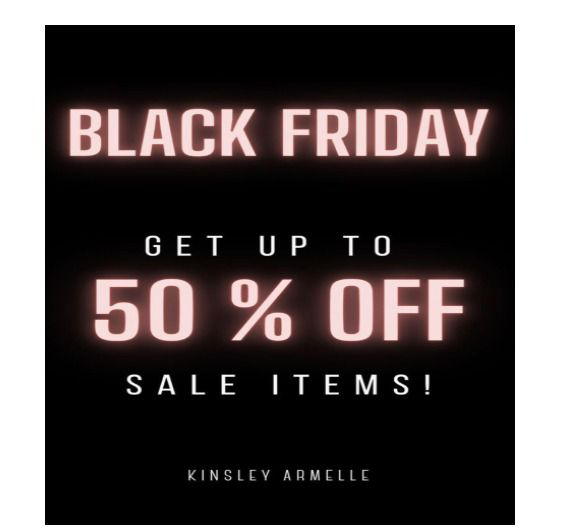 BLACK FRIDAY
GET UP TO
50 % OFF
SALE ITEMS!
KINSLEY ARMELLE